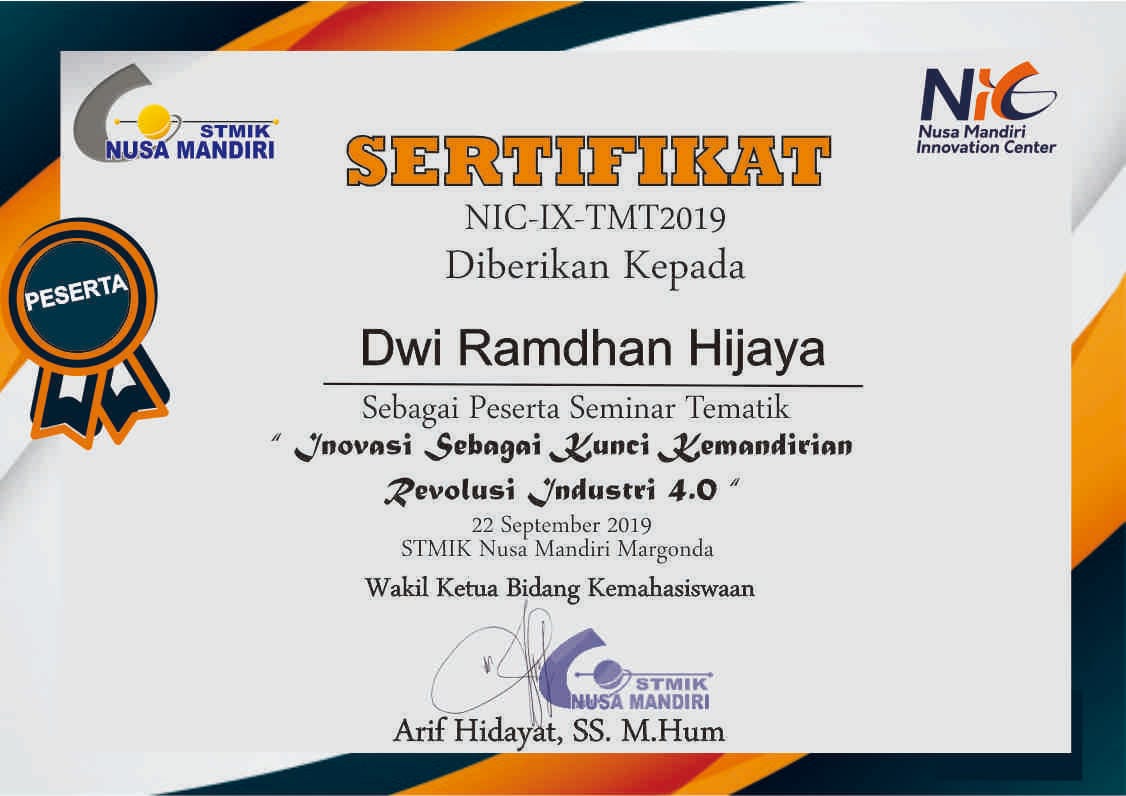 STMIK
NUSA MANDIRI
NiC
Nusa Mandiri
Innovation Center
SERTIFIKAT
NIC-IX-TMT2019
Diberikan Kepada
PESERTA
Dwi Ramdhan Hijaya
Sebagai Peserta Seminar Tematik
“ Inovasi Sebagai Kunci Kemandirian
Revolusi Industri 4.0 “
22 September 2019
STMIK Nusa Mandiri Margonda
Wakil Ketua Bidang Kemahasiswaan
STMIK
NUSA MANDIRI
Arif Hidayat, SS. M.Hum